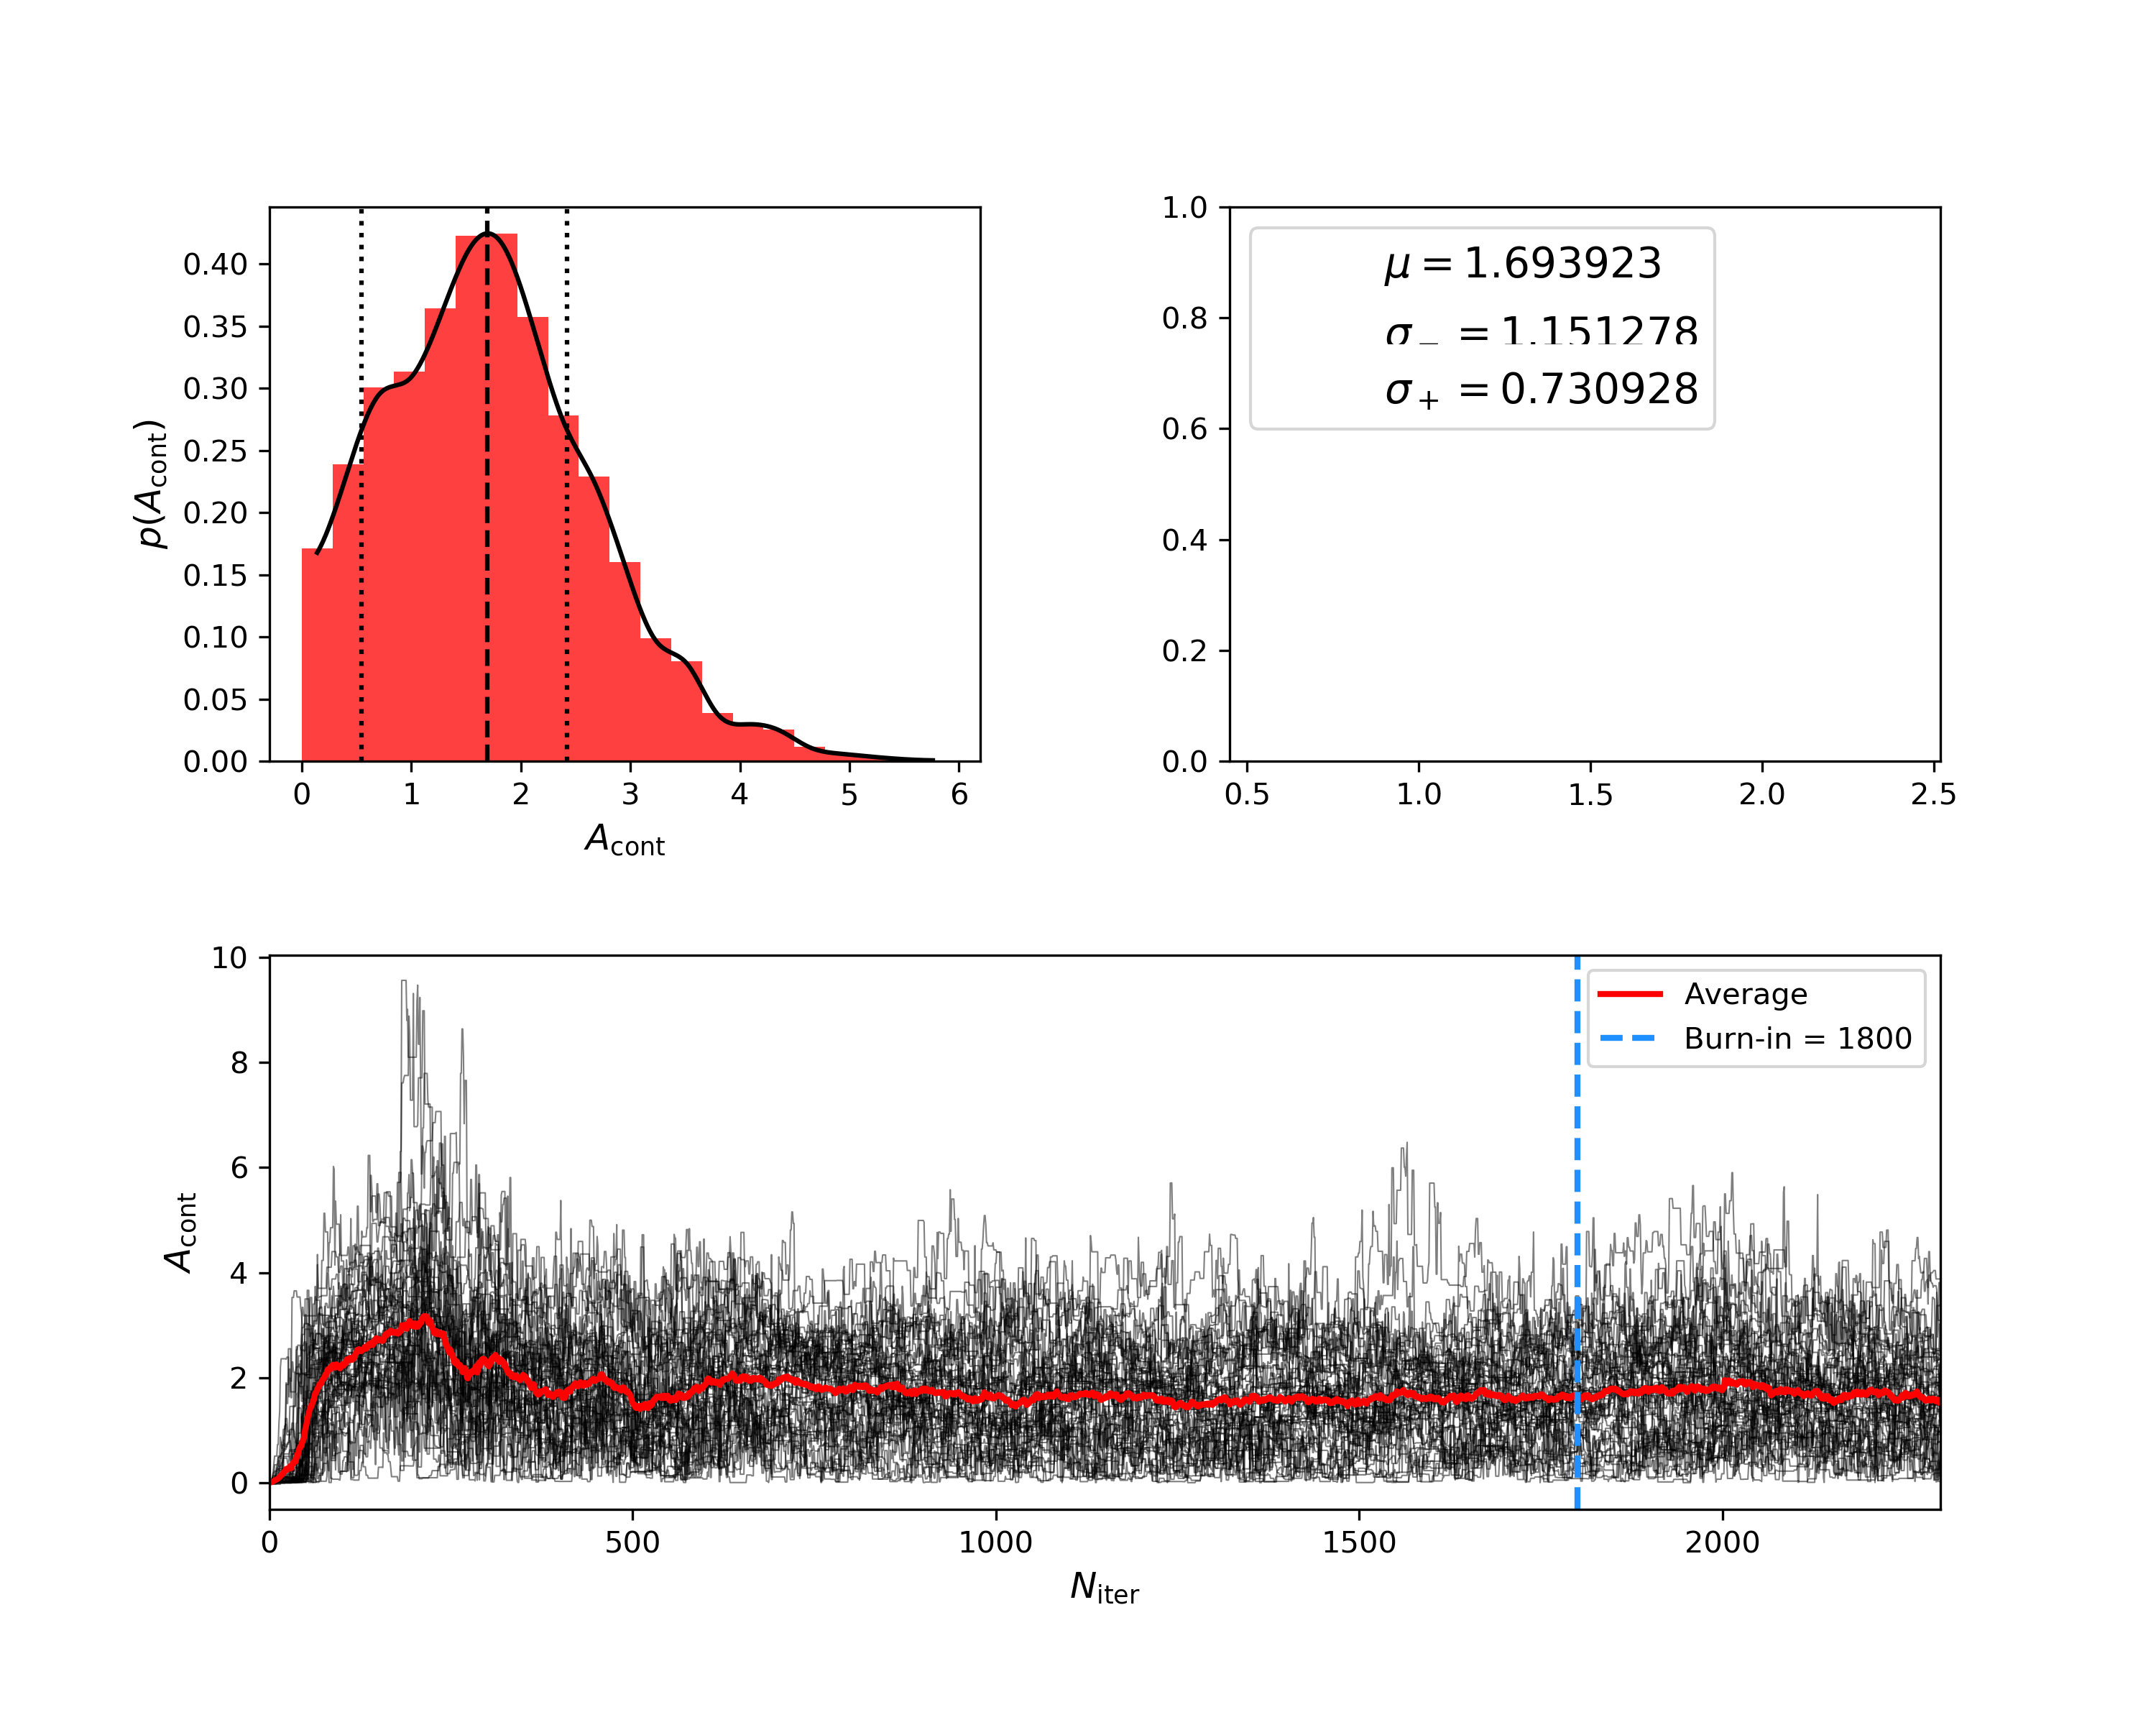 0.40
0.35
0.30
0.25
0.20
0.15
0.10
0.05
0.00
p(A_cont)
0 1 2 3 4 5 6
A_cont
1.0
0.8
0.6
0.4
0.2
0.0
μ = 1.693923
σ_− = 1.151278
σ_+ = 0.730928
0.5 1.0 1.5 2.0 2.5
10
8
6
4
2
0
A_cont
Average
Burn-in = 1800
0 500 1000 1500 2000
N_iter